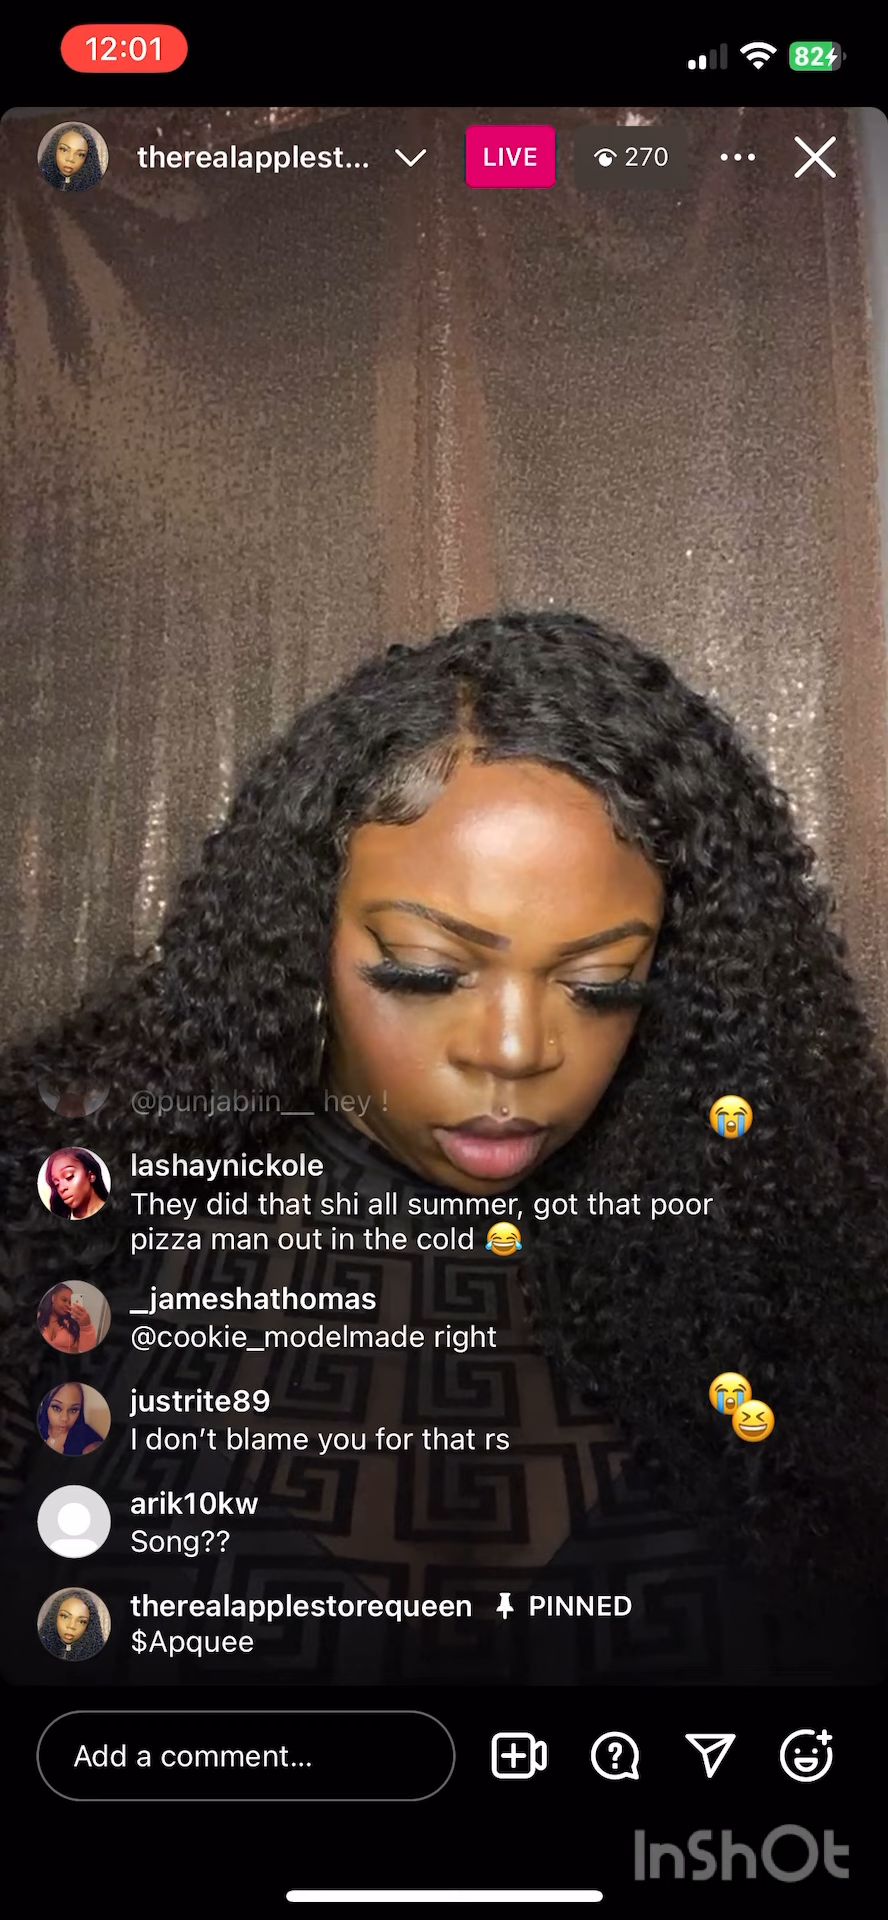 12:01
82
therealapplest...
LIVE
270
@punjabiin__ hey !
lashaynickole
They did that shi all summer, got that poor
pizza man out in the cold 😂
_jameshathomas
@cookie_modelmade right
justrite89
I don’t blame you for that rs
arik10kw
Song??
therealapplestorequeen PINNED
$Apquee
Add a comment...
InShOt